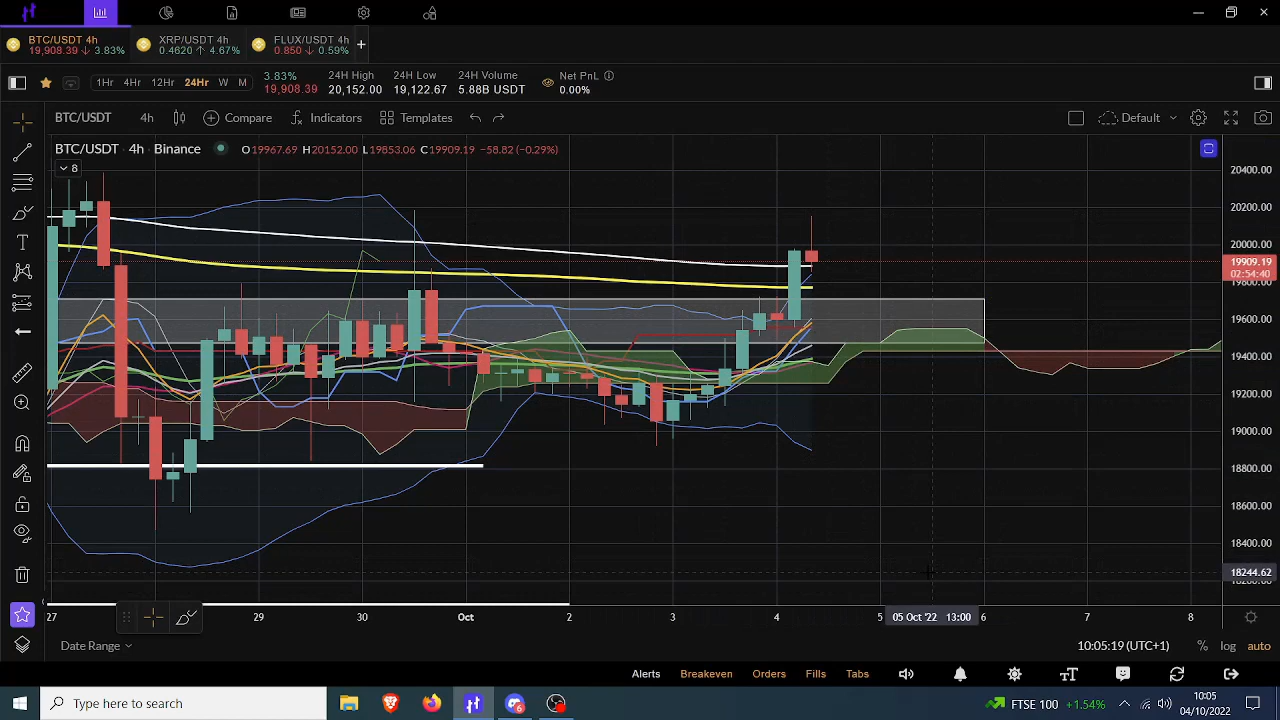 BTC/USDT 4h
19,908.39 ↓ 3.83%
XRP/USDT 4h
0.4620 ↑ 4.67%
FLUX/USDT 4h
0.850 ↓ 0.59%
1Hr 4Hr 12Hr 24Hr W M
3.83%
19,908.39
24H High
20,152.00
24H Low
19,122.67
24H Volume
5.88B USDT
Net PnL
0.00%
BTC/USDT 4h Compare Indicators Templates Default
BTC/USDT · 4h · Binance O19967.69 H20152.00 L19853.06 C19909.19 −58.82 (−0.29%)
8
20400.00
20200.00
20000.00
19909.19
02:54:40
19800.00
19600.00
19400.00
19200.00
19000.00
18800.00
18600.00
18400.00
18244.62
18200.00
27 29 30 Oct 2 3 4 5 05 Oct '22 13:00 6 7 8
Date Range 10:05:19 (UTC+1) % log auto
Alerts Breakeven Orders Fills Tabs
Type here to search
6
FTSE 100 +1.54%
10:05
04/10/2022